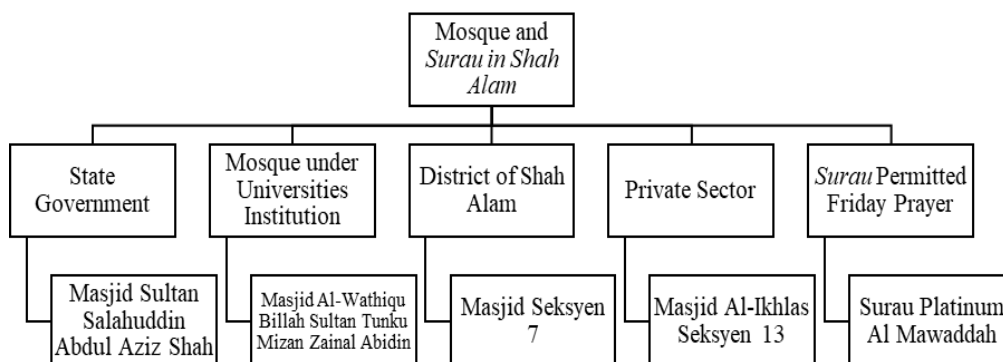 Mosque and
Surau in Shah
Alam
State
Government
Mosque under
Universities
Institution
District of Shah
Alam
Private Sector
Surau Permitted
Friday Prayer
Masjid Sultan
Salahuddin
Abdul Aziz Shah
Masjid Al-Wathiqu
Billah Sultan Tunku
Mizan Zainal Abidin
Masjid Seksyen
7
Masjid Al-Ikhlas
Seksyen 13
Surau Platinum
Al Mawaddah